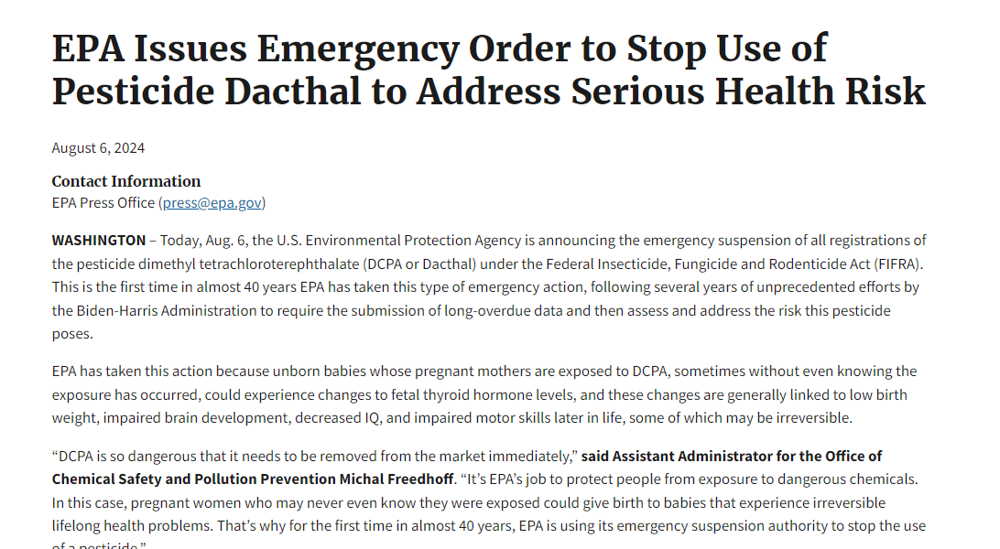 EPA Issues Emergency Order to Stop Use of
Pesticide Dacthal to Address Serious Health Risk
August 6, 2024
Contact Information
EPA Press Office (press@epa.gov)
WASHINGTON – Today, Aug. 6, the U.S. Environmental Protection Agency is announcing the emergency suspension of all registrations of
the pesticide dimethyl tetrachloroterephthalate (DCPA or Dacthal) under the Federal Insecticide, Fungicide and Rodenticide Act (FIFRA).
This is the first time in almost 40 years EPA has taken this type of emergency action, following several years of unprecedented efforts by
the Biden-Harris Administration to require the submission of long-overdue data and then assess and address the risk this pesticide
poses.
EPA has taken this action because unborn babies whose pregnant mothers are exposed to DCPA, sometimes without even knowing the
exposure has occurred, could experience changes to fetal thyroid hormone levels, and these changes are generally linked to low birth
weight, impaired brain development, decreased IQ, and impaired motor skills later in life, some of which may be irreversible.
“DCPA is so dangerous that it needs to be removed from the market immediately,” said Assistant Administrator for the Office of
Chemical Safety and Pollution Prevention Michal Freedhoff. “It’s EPA’s job to protect people from exposure to dangerous chemicals.
In this case, pregnant women who may never even know they were exposed could give birth to babies that experience irreversible
lifelong health problems. That’s why for the first time in almost 40 years, EPA is using its emergency suspension authority to stop the use
of a pesticide.”